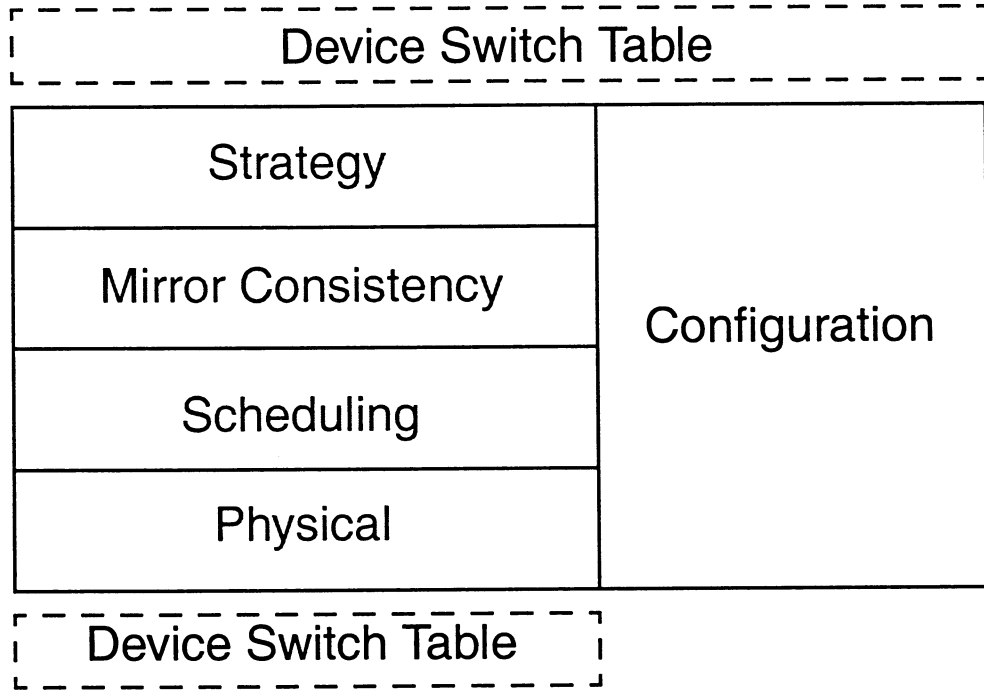 Device Switch Table
Strategy
Mirror Consistency
Configuration
Scheduling
Physical
Device Switch Table